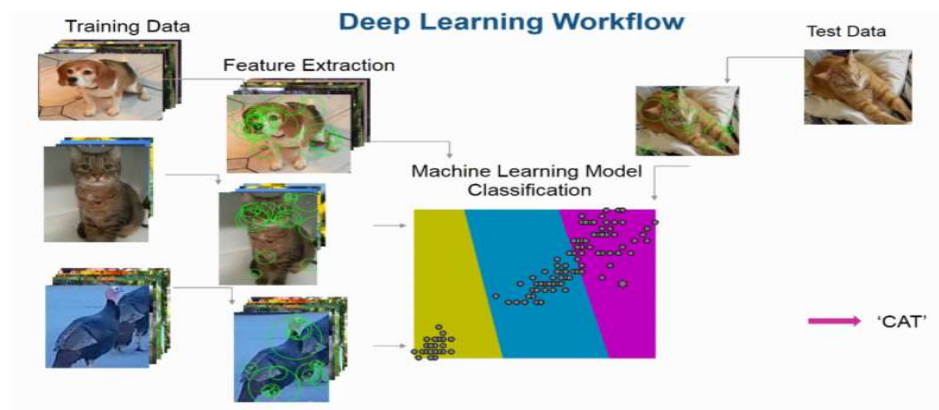 Deep Learning Workflow
Training Data
Test Data
Feature Extraction
Machine Learning Model
Classification
'CAT'